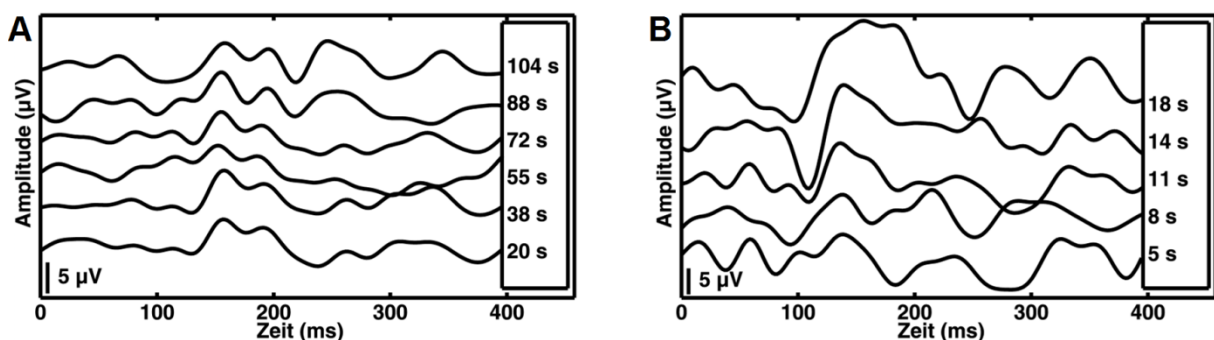 A
Amplitude (µV)
104 s
88 s
72 s
55 s
38 s
20 s
5 µV
0 100 200 300 400
Zeit (ms)
B
Amplitude (µV)
18 s
14 s
11 s
8 s
5 s
5 µV
0 100 200 300 400
Zeit (ms)